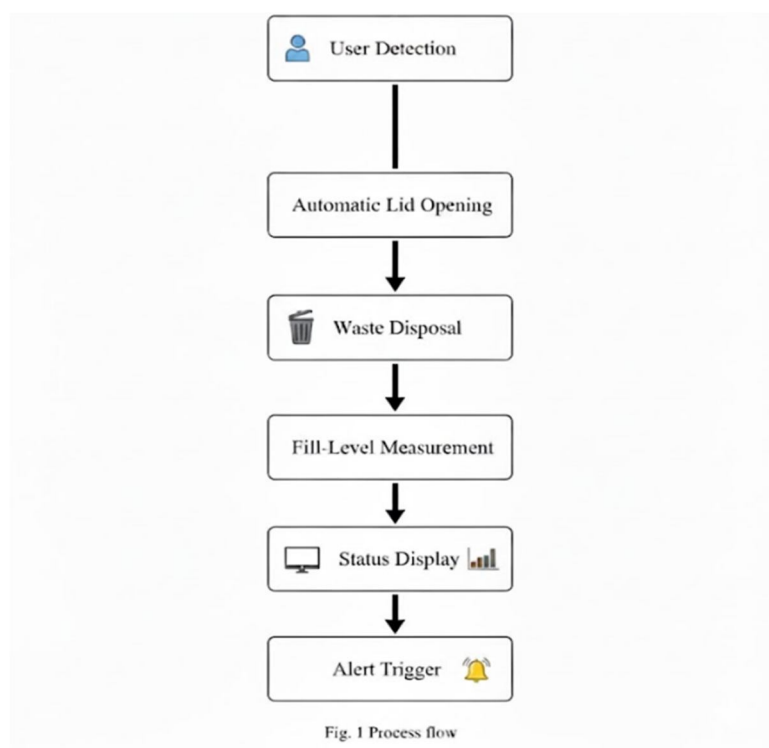 User Detection
Automatic Lid Opening
Waste Disposal
Fill-Level Measurement
Status Display
Alert Trigger
Fig. 1 Process flow